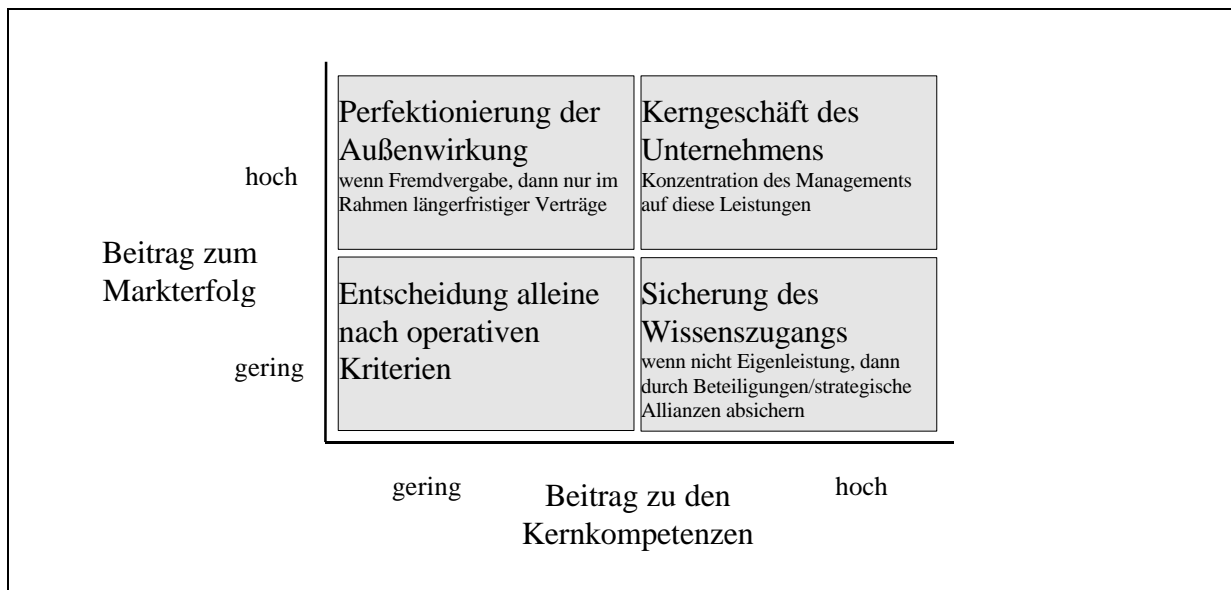 Perfektionierung der
Außenwirkung
wenn Fremdvergabe, dann nur im
Rahmen längerfristiger Verträge
Kerngeschäft des
Unternehmens
Konzentration des Managements
auf diese Leistungen
hoch
Beitrag zum
Markterfolg
Entscheidung alleine
nach operativen
Kriterien
Sicherung des
Wissenszugangs
wenn nicht Eigenleistung, dann
durch Beteiligungen/strategische
Allianzen absichern
gering
gering
Beitrag zu den
Kernkompetenzen
hoch